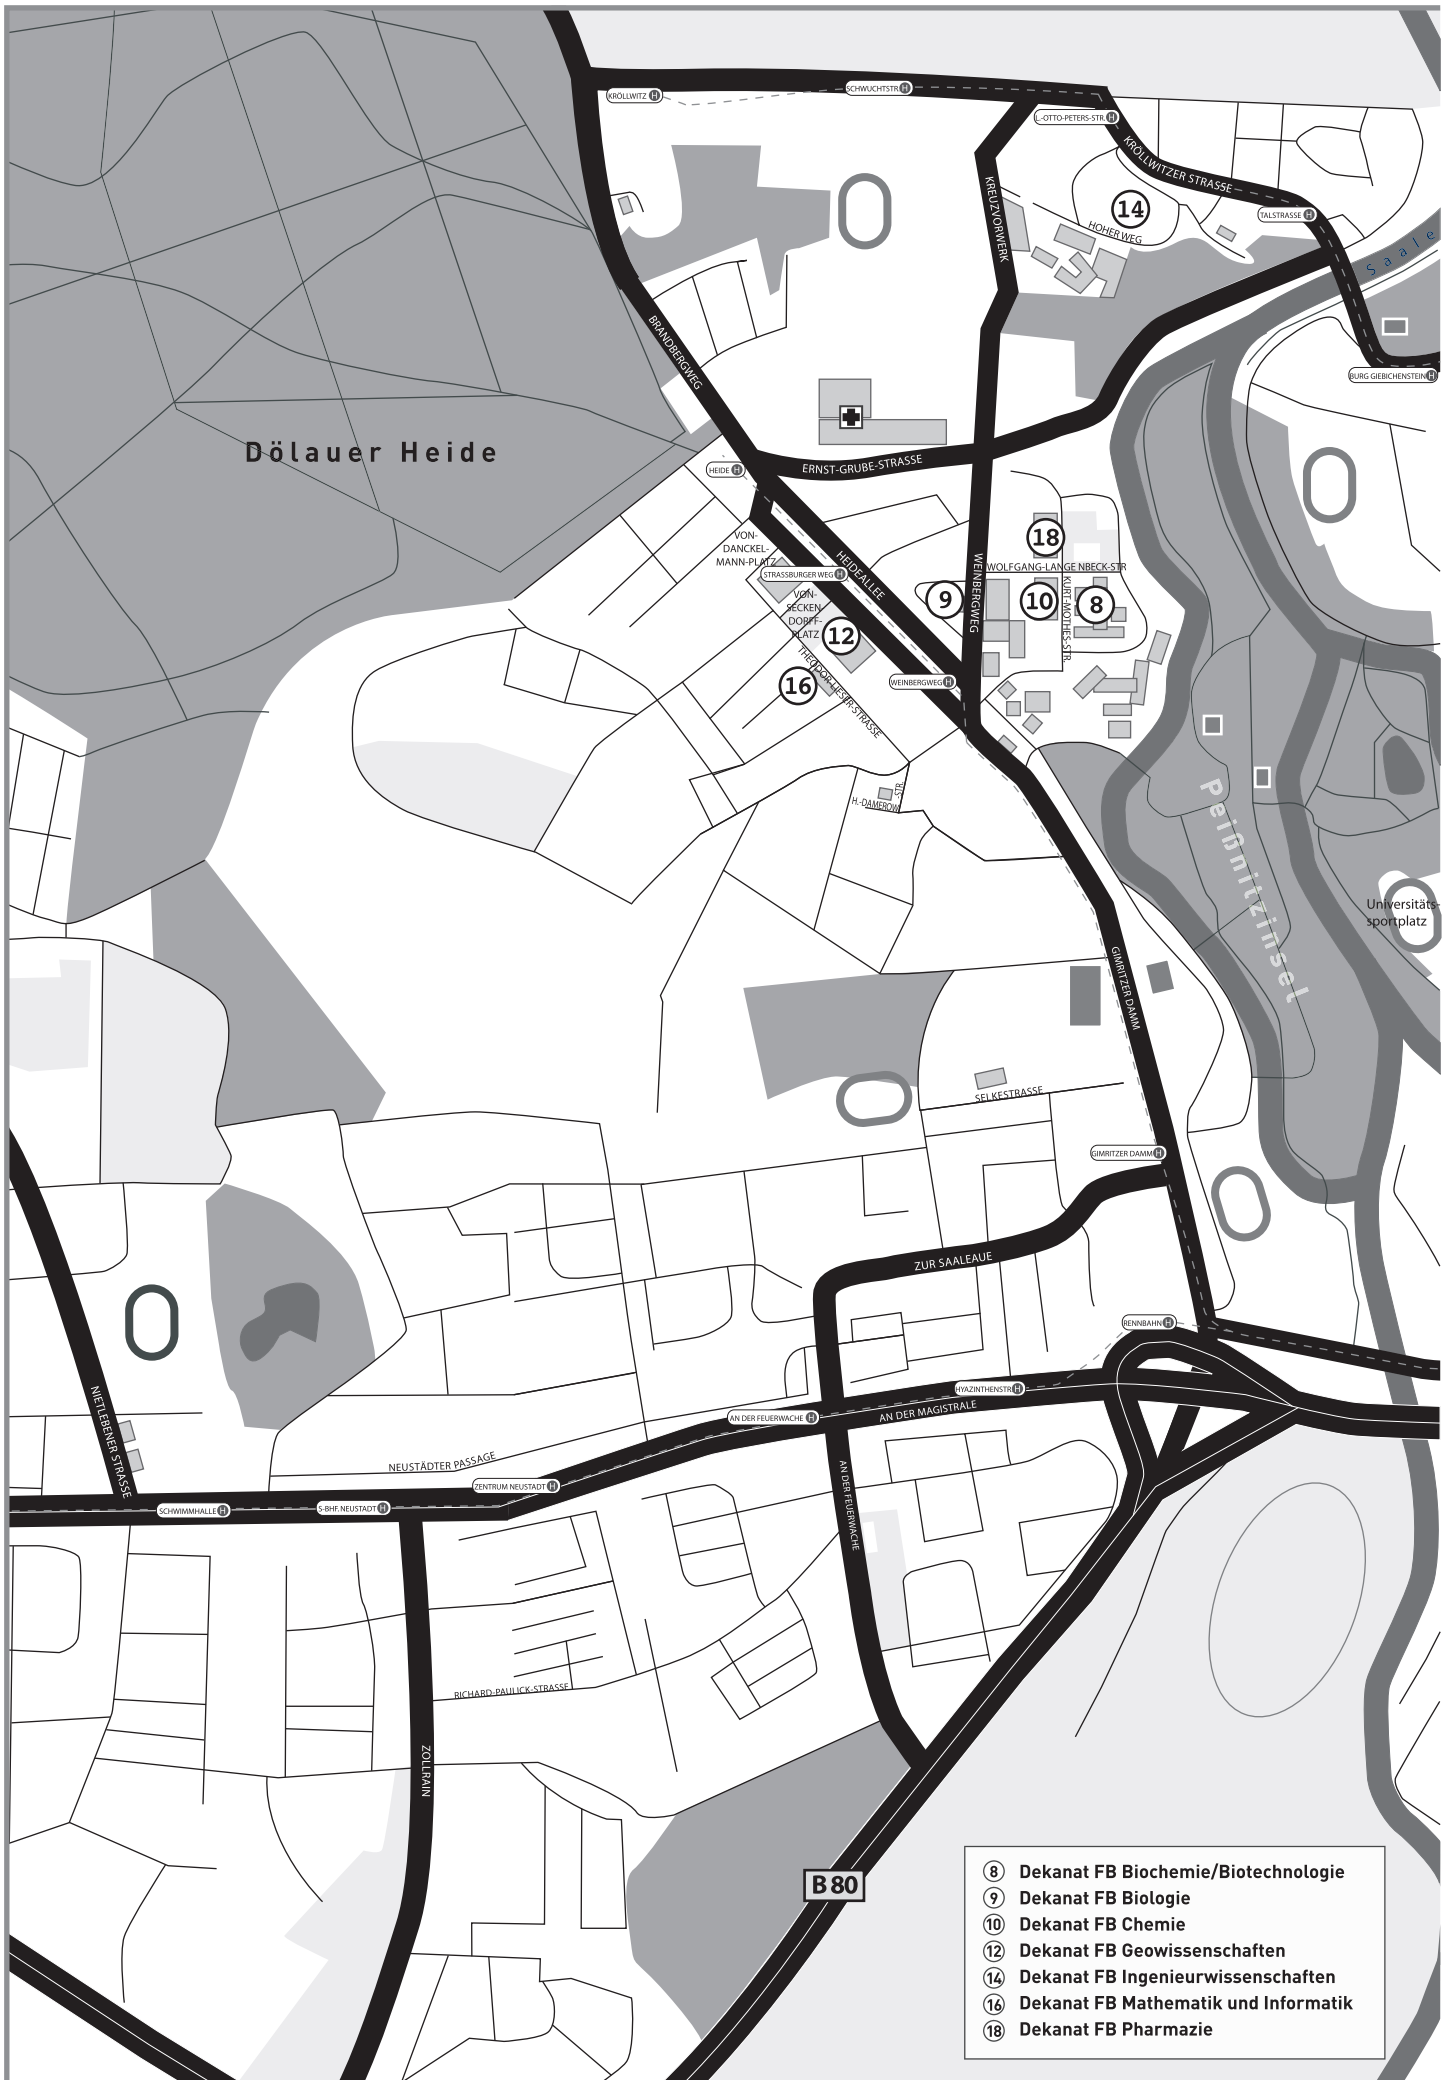 KRÖLLWITZ H
SCHWUCHTSTR. H
L.-OTTO-PETERS-STR. H
KRÖLLWITZER STRASSE
14
HOHER WEG
TALSTRASSE H
Saale
KREUZVORWERK
BRANDBERGWEG
BURG GIEBICHENSTEIN H
Dölauer Heide
HEIDE H
ERNST-GRUBE-STRASSE
VON-
DANCKEL-
MANN-PLATZ
18
HEIDEALLEE
WEINBERGWEG
WOLFGANG-LANGE NBECK-STR
STRASSBURGER WEG H
VON-
SECKEN
DORFF-
PLATZ
9
10
8
KURT-MOTHES-STR.
12
16
THEODOR-LIESER-STRASSE
WEINBERGWEG H
H.-DAMEROW
-STR.
Peißnitzinsel
Universitäts-
sportplatz
GIMRITZER DAMM
SELKESTRASSE
GIMRITZER DAMM H
ZUR SAALEAUE
RENNBAHN H
NIETLEBENER STRASSE
HYAZINTHENSTR. H
AN DER FEUERWACHE H
AN DER MAGISTRALE
NEUSTÄDTER PASSAGE
ZENTRUM NEUSTADT H
SCHWIMMHALLE H
S-BHF. NEUSTADT H
AN DER FEUERWACHE
RICHARD-PAULICK-STRASSE
ZOLLRAIN
B 80
8 Dekanat FB Biochemie/Biotechnologie
9 Dekanat FB Biologie
10 Dekanat FB Chemie
12 Dekanat FB Geowissenschaften
14 Dekanat FB Ingenieurwissenschaften
16 Dekanat FB Mathematik und Informatik
18 Dekanat FB Pharmazie